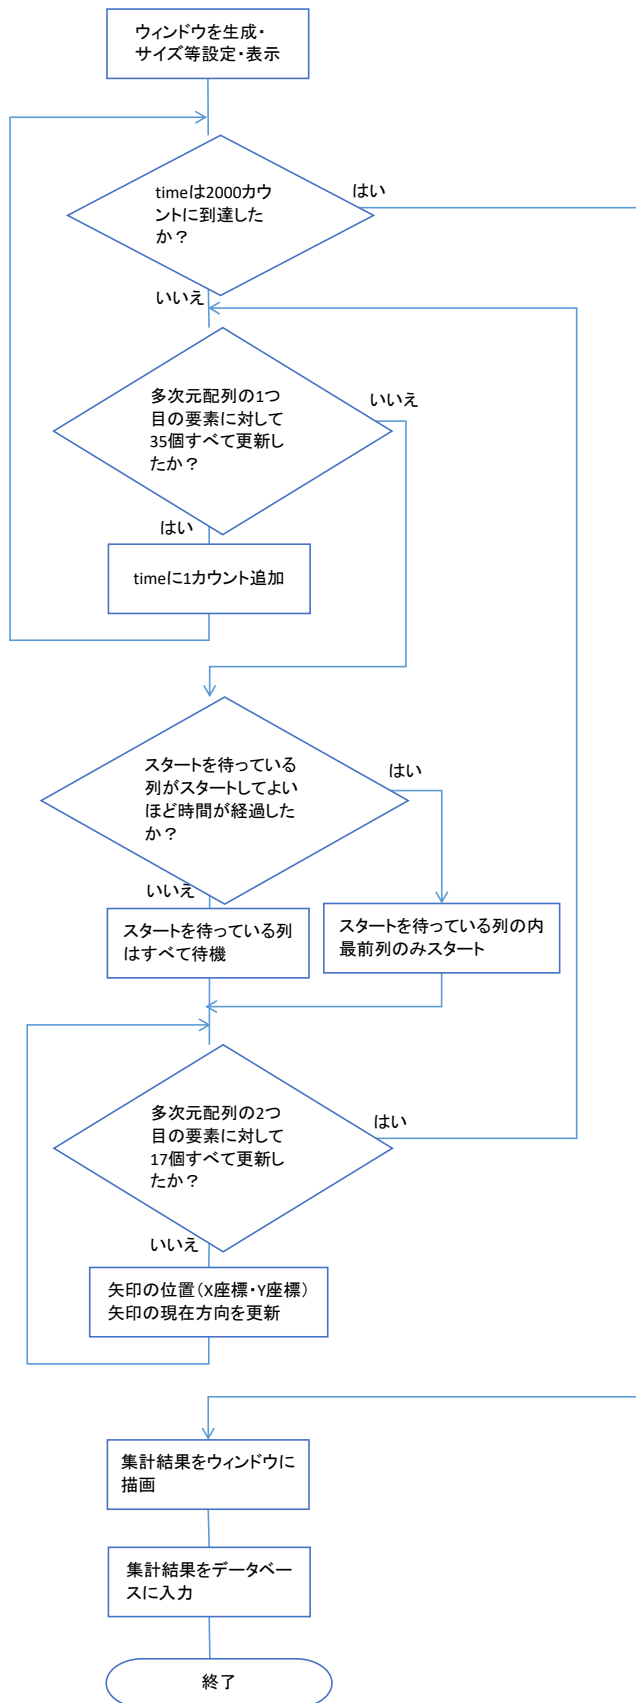 ウィンドウを生成・
サイズ等設定・表示
timeは2000カウ
ントに到達した
か？
はい
いいえ
多次元配列の1つ
目の要素に対して
35個すべて更新し
たか？
いいえ
はい
timeに1カウント追加
スタートを待っている
列がスタートしてよい
ほど時間が経過した
か？
はい
いいえ
スタートを待っている列
はすべて待機
スタートを待っている列の内
最前列のみスタート
多次元配列の2つ
目の要素に対して
17個すべて更新し
たか？
はい
いいえ
矢印の位置（X座標・Y座標）
矢印の現在方向を更新
集計結果をウィンドウに
描画
集計結果をデータベー
スに入力
終了